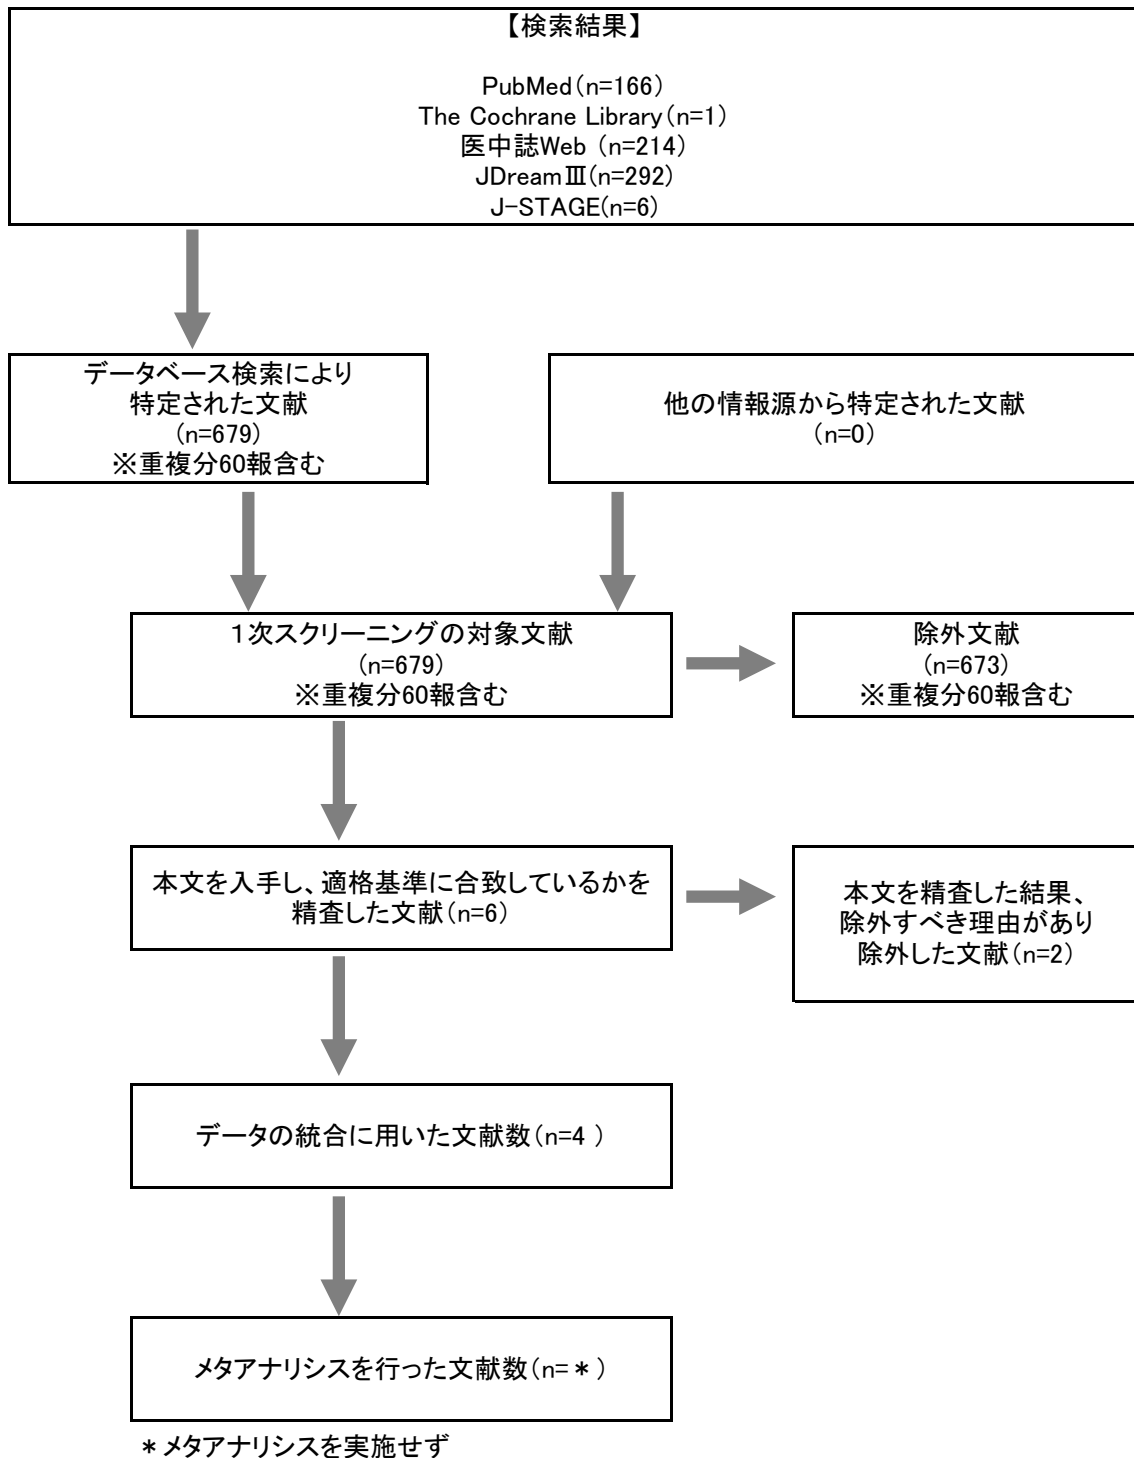 【検索結果】
PubMed(n=166)
The Cochrane Library(n=1)
医中誌Web (n=214)
JDreamⅢ(n=292)
J-STAGE(n=6)
データベース検索により
特定された文献
(n=679)
※重複分60報含む
他の情報源から特定された文献
(n=0)
1次スクリーニングの対象文献
(n=679)
※重複分60報含む
除外文献
(n=673)
※重複分60報含む
本文を入手し、適格基準に合致しているかを
精査した文献(n=6)
本文を精査した結果、
除外すべき理由があり
除外した文献(n=2)
データの統合に用いた文献数(n=4 )
メタアナリシスを行った文献数(n=＊)
＊メタアナリシスを実施せず